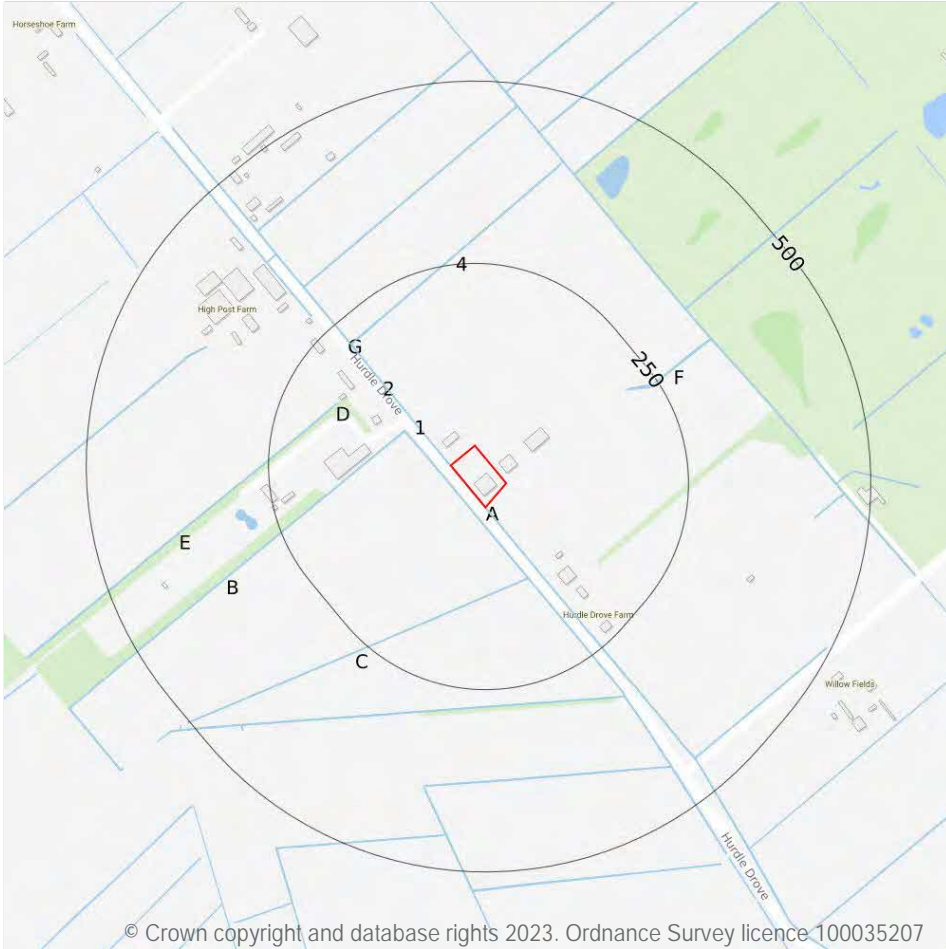 Horseshoe Farm
500
4
High Post Farm
G
Hurdle Drove
250
F
2
D
1
A
E
B
Hurdle Drove Farm
C
Willow Fields
Hurdle Drove
© Crown copyright and database rights 2023. Ordnance Survey licence 100035207